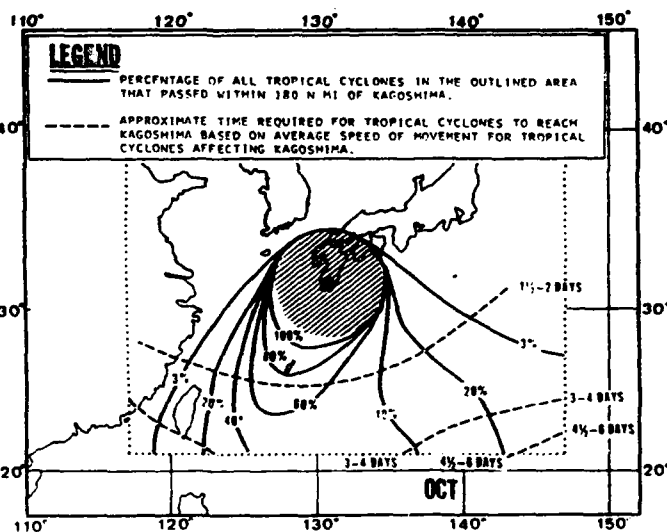 110° 120° 130° 140° 150°
LEGEND
PERCENTAGE OF ALL TROPICAL CYCLONES IN THE OUTLINED AREA
THAT PASSED WITHIN 180 N MI OF KAGOSHIMA.
APPROXIMATE TIME REQUIRED FOR TROPICAL CYCLONES TO REACH
KAGOSHIMA BASED ON AVERAGE SPEED OF MOVEMENT FOR TROPICAL
CYCLONES AFFECTING KAGOSHIMA.
40° 40°
1½-2 DAYS
30° 30°
100%
3%
80%
3%
20% 60% 20%
40°
3-4 DAYS
4½-6 DAYS
3-4 DAYS 4½-6 DAYS
20° 20°
OCT
110° 120° 130° 140° 150°